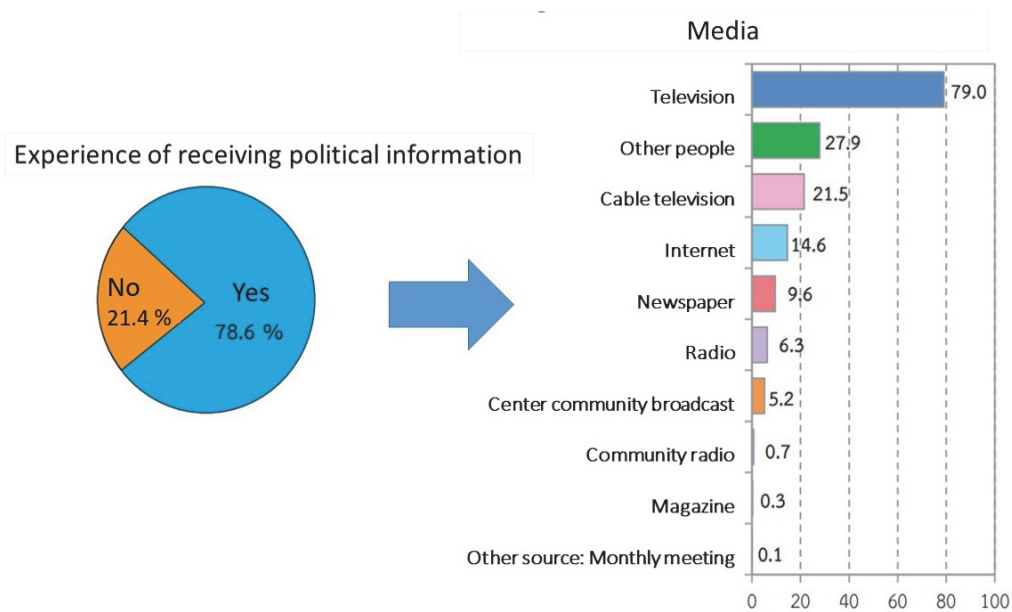 Media
Experience of receiving political information
No
21.4 %
Yes
78.6 %
Television 79.0
Other people 27.9
Cable television 21.5
Internet 14.6
Newspaper 9.6
Radio 6.3
Center community broadcast 5.2
Community radio 0.7
Magazine 0.3
Other source: Monthly meeting 0.1
0 20 40 60 80 100